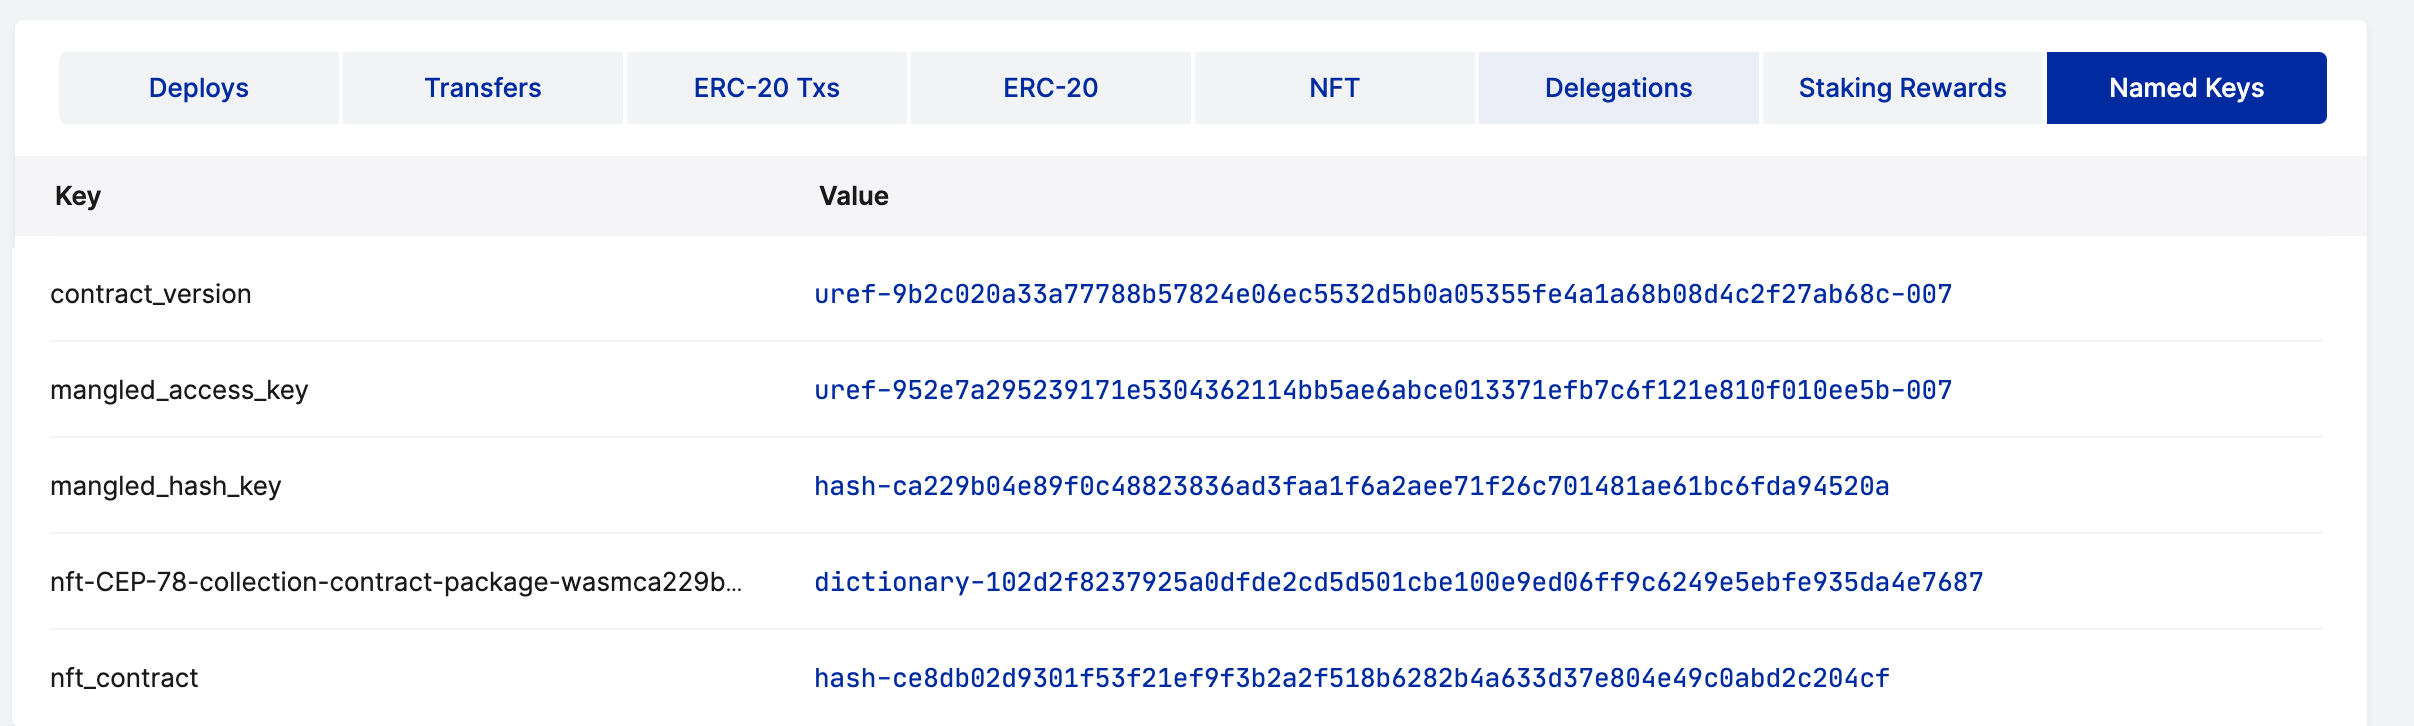 Deploys Transfers ERC-20 Txs ERC-20 NFT Delegations Staking Rewards Named Keys
Key Value
contract_version uref-9b2c020a33a77788b57824e06ec5532d5b0a05355fe4a1a68b08d4c2f27ab68c-007
mangled_access_key uref-952e7a295239171e5304362114bb5ae6abce013371efb7c6f121e810f010ee5b-007
mangled_hash_key hash-ca229b04e89f0c48823836ad3faa1f6a2aee71f26c701481ae61bc6fda94520a
nft-CEP-78-collection-contract-package-wasmca229b... dictionary-102d2f8237925a0dfde2cd5d501cbe100e9ed06ff9c6249e5ebfe935da4e7687
nft_contract hash-ce8db02d9301f53f21ef9f3b2a2f518b6282b4a633d37e804e49c0abd2c204cf